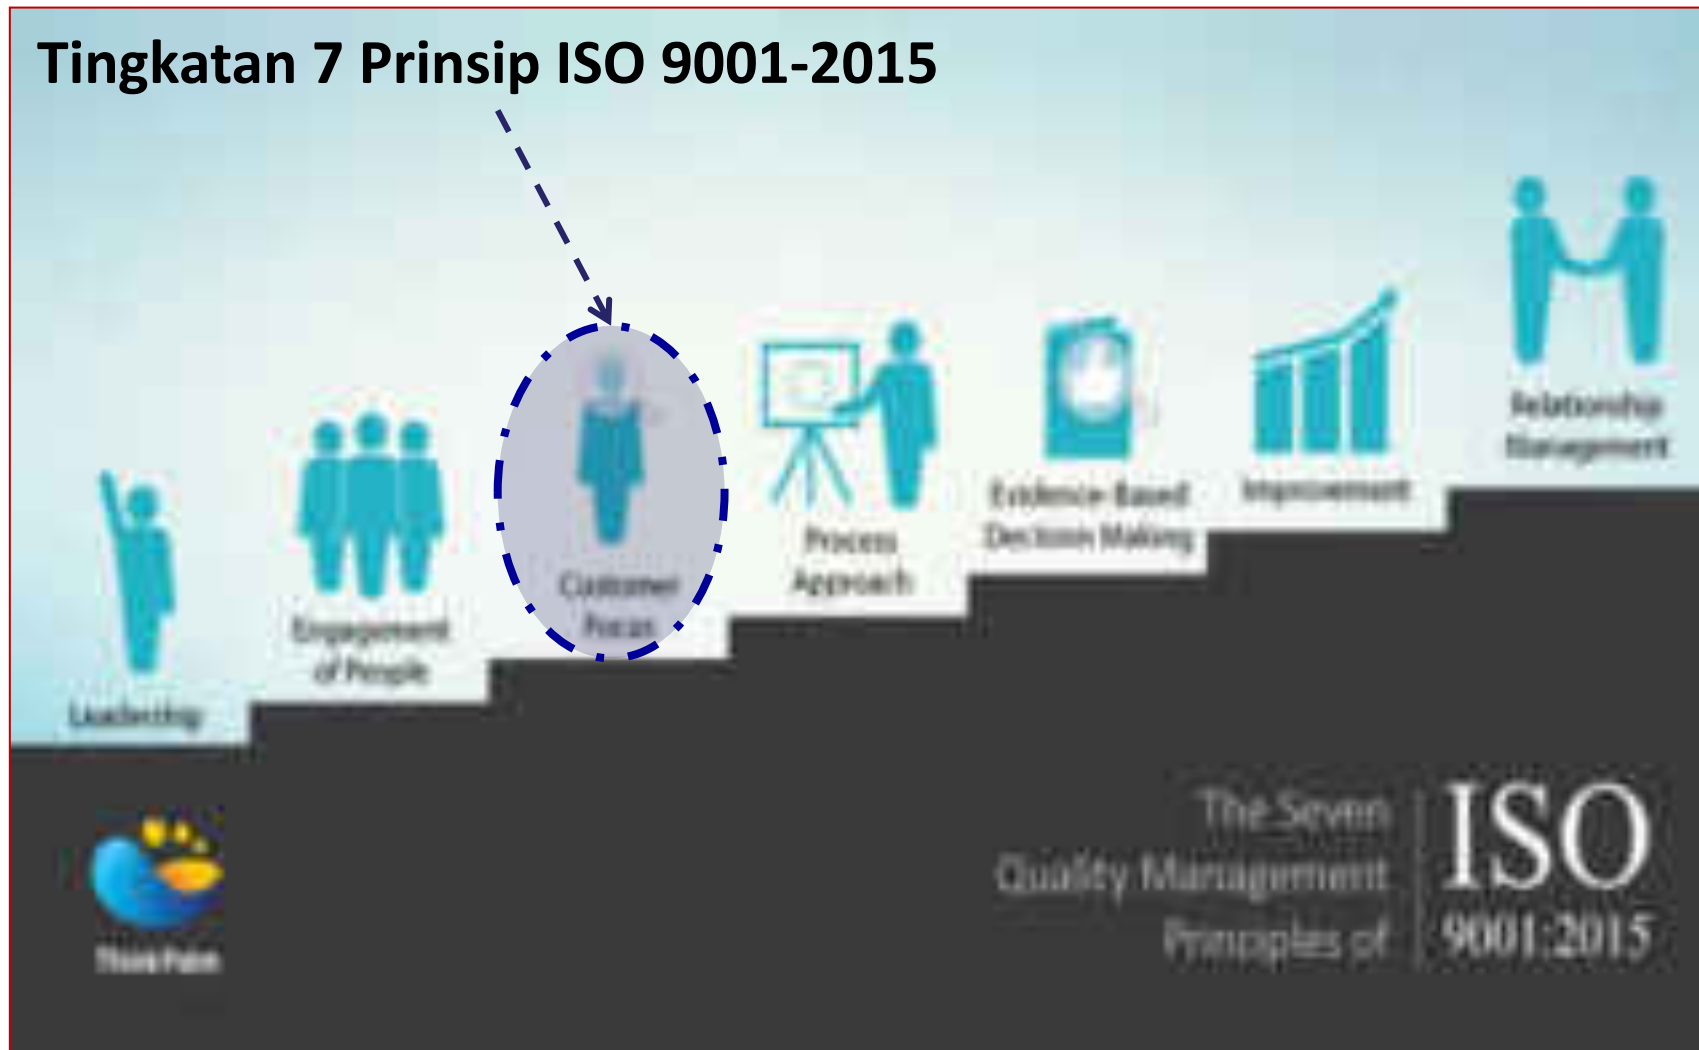 Tingkatan 7 Prinsip ISO 9001-2015
Relationship
Management
Evidence-Based
Decision Making
Improvement
Process
Approach
Customer
Focus
Engagement
of People
Leadership
The Seven
Quality Management
Principles of
ISO
9001:2015